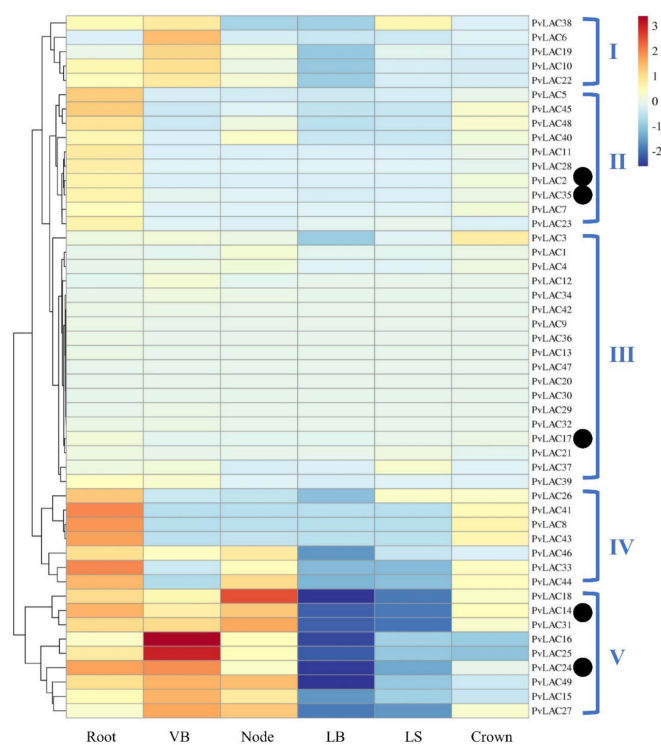 PvLAC38
PvLAC6
PvLAC19
PvLAC10
PvLAC22
I
PvLAC5
PvLAC45
PvLAC48
PvLAC40
PvLAC11
PvLAC28
PvLAC2
PvLAC35
PvLAC7
PvLAC23
II
PvLAC3
PvLAC1
PvLAC4
PvLAC12
PvLAC34
PvLAC42
PvLAC9
PvLAC36
PvLAC13
PvLAC47
PvLAC20
PvLAC30
PvLAC29
PvLAC32
PvLAC17
PvLAC21
PvLAC37
PvLAC39
III
PvLAC26
PvLAC41
PvLAC8
PvLAC43
PvLAC46
PvLAC33
PvLAC44
IV
PvLAC18
PvLAC14
PvLAC31
PvLAC16
PvLAC25
PvLAC24
PvLAC49
PvLAC15
PvLAC27
V
3
2
1
0
-1
-2
Root VB Node LB LS Crown